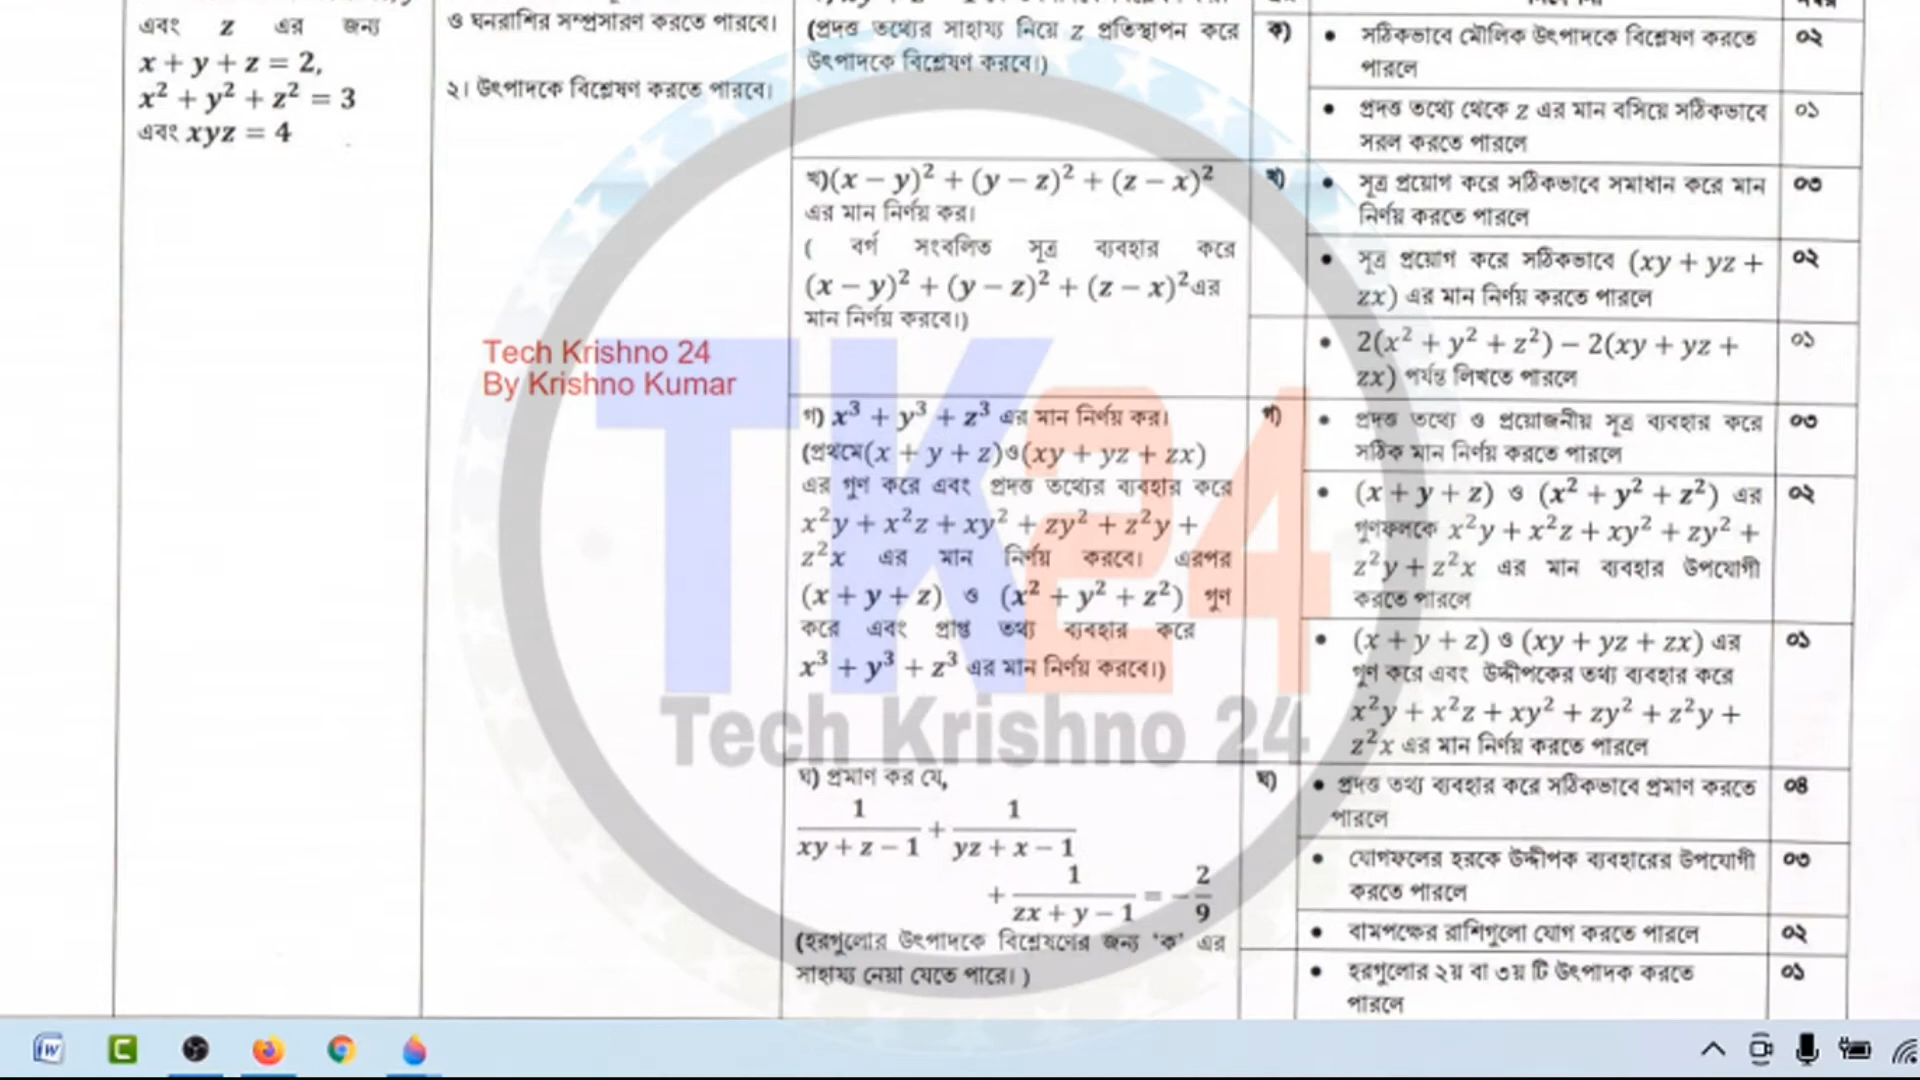 এবং z এর জন্য
x + y + z = 2,
x² + y² + z² = 3
এবং xyz = 4
ও ঘনরাশির সম্প্রসারণ করতে পারবে।
২। উৎপাদকে বিশ্লেষণ করতে পারবে।
(প্রদত্ত তথ্যের সাহায্য নিয়ে z প্রতিস্থাপন করে
উৎপাদকে বিশ্লেষণ করবে।)
খ)(x − y)² + (y − z)² + (z − x)²
এর মান নির্ণয় কর।
( বর্গ সংবলিত সূত্র ব্যবহার করে
(x − y)² + (y − z)² + (z − x)²এর
মান নির্ণয় করবে।)
গ) x³ + y³ + z³ এর মান নির্ণয় কর।
(প্রথমে(x + y + z)ও(xy + yz + zx)
এর গুণ করে এবং প্রদত্ত তথ্যের ব্যবহার করে
x²y + x²z + xy² + zy² + z²y +
z²x এর মান নির্ণয় করবে। এরপর
(x + y + z) ও (x² + y² + z²) গুণ
করে এবং প্রাপ্ত তথ্য ব্যবহার করে
x³ + y³ + z³ এর মান নির্ণয় করবে।)
ঘ) প্রমাণ কর যে,
1/(xy + z − 1) + 1/(yz + x − 1)
+ 1/(zx + y − 1) = −2/9
(হরগুলোর উৎপাদকে বিশ্লেষণের জন্য ‘ক’ এর
সাহায্য নেয়া যেতে পারে। )
ক) • সঠিকভাবে মৌলিক উৎপাদকে বিশ্লেষণ করতে ০২
পারলে
• প্রদত্ত তথ্যে থেকে z এর মান বসিয়ে সঠিকভাবে ০১
সরল করতে পারলে
খ) • সূত্র প্রয়োগ করে সঠিকভাবে সমাধান করে মান ০৩
নির্ণয় করতে পারলে
• সূত্র প্রয়োগ করে সঠিকভাবে (xy + yz + ০২
zx) এর মান নির্ণয় করতে পারলে
• 2(x² + y² + z²) − 2(xy + yz + ০১
zx) পর্যন্ত লিখতে পারলে
গ) • প্রদত্ত তথ্যে ও প্রয়োজনীয় সূত্র ব্যবহার করে ০৩
সঠিক মান নির্ণয় করতে পারলে
• (x + y + z) ও (x² + y² + z²) এর ০২
গুণফলকে x²y + x²z + xy² + zy² +
z²y + z²x এর মান ব্যবহার উপযোগী
করতে পারলে
• (x + y + z) ও (xy + yz + zx) এর ০১
গুণ করে এবং উদ্দীপকের তথ্য ব্যবহার করে
x²y + x²z + xy² + zy² + z²y +
z²x এর মান নির্ণয় করতে পারলে
ঘ) • প্রদত্ত তথ্য ব্যবহার করে সঠিকভাবে প্রমাণ করতে ০৪
পারলে
• যোগফলের হরকে উদ্দীপক ব্যবহারের উপযোগী ০৩
করতে পারলে
• বামপক্ষের রাশিগুলো যোগ করতে পারলে ০২
• হরগুলোর ২য় বা ৩য় টি উৎপাদক করতে ০১
পারলে
Tech Krishno 24
By Krishno Kumar
TK24
Tech Krishno 24